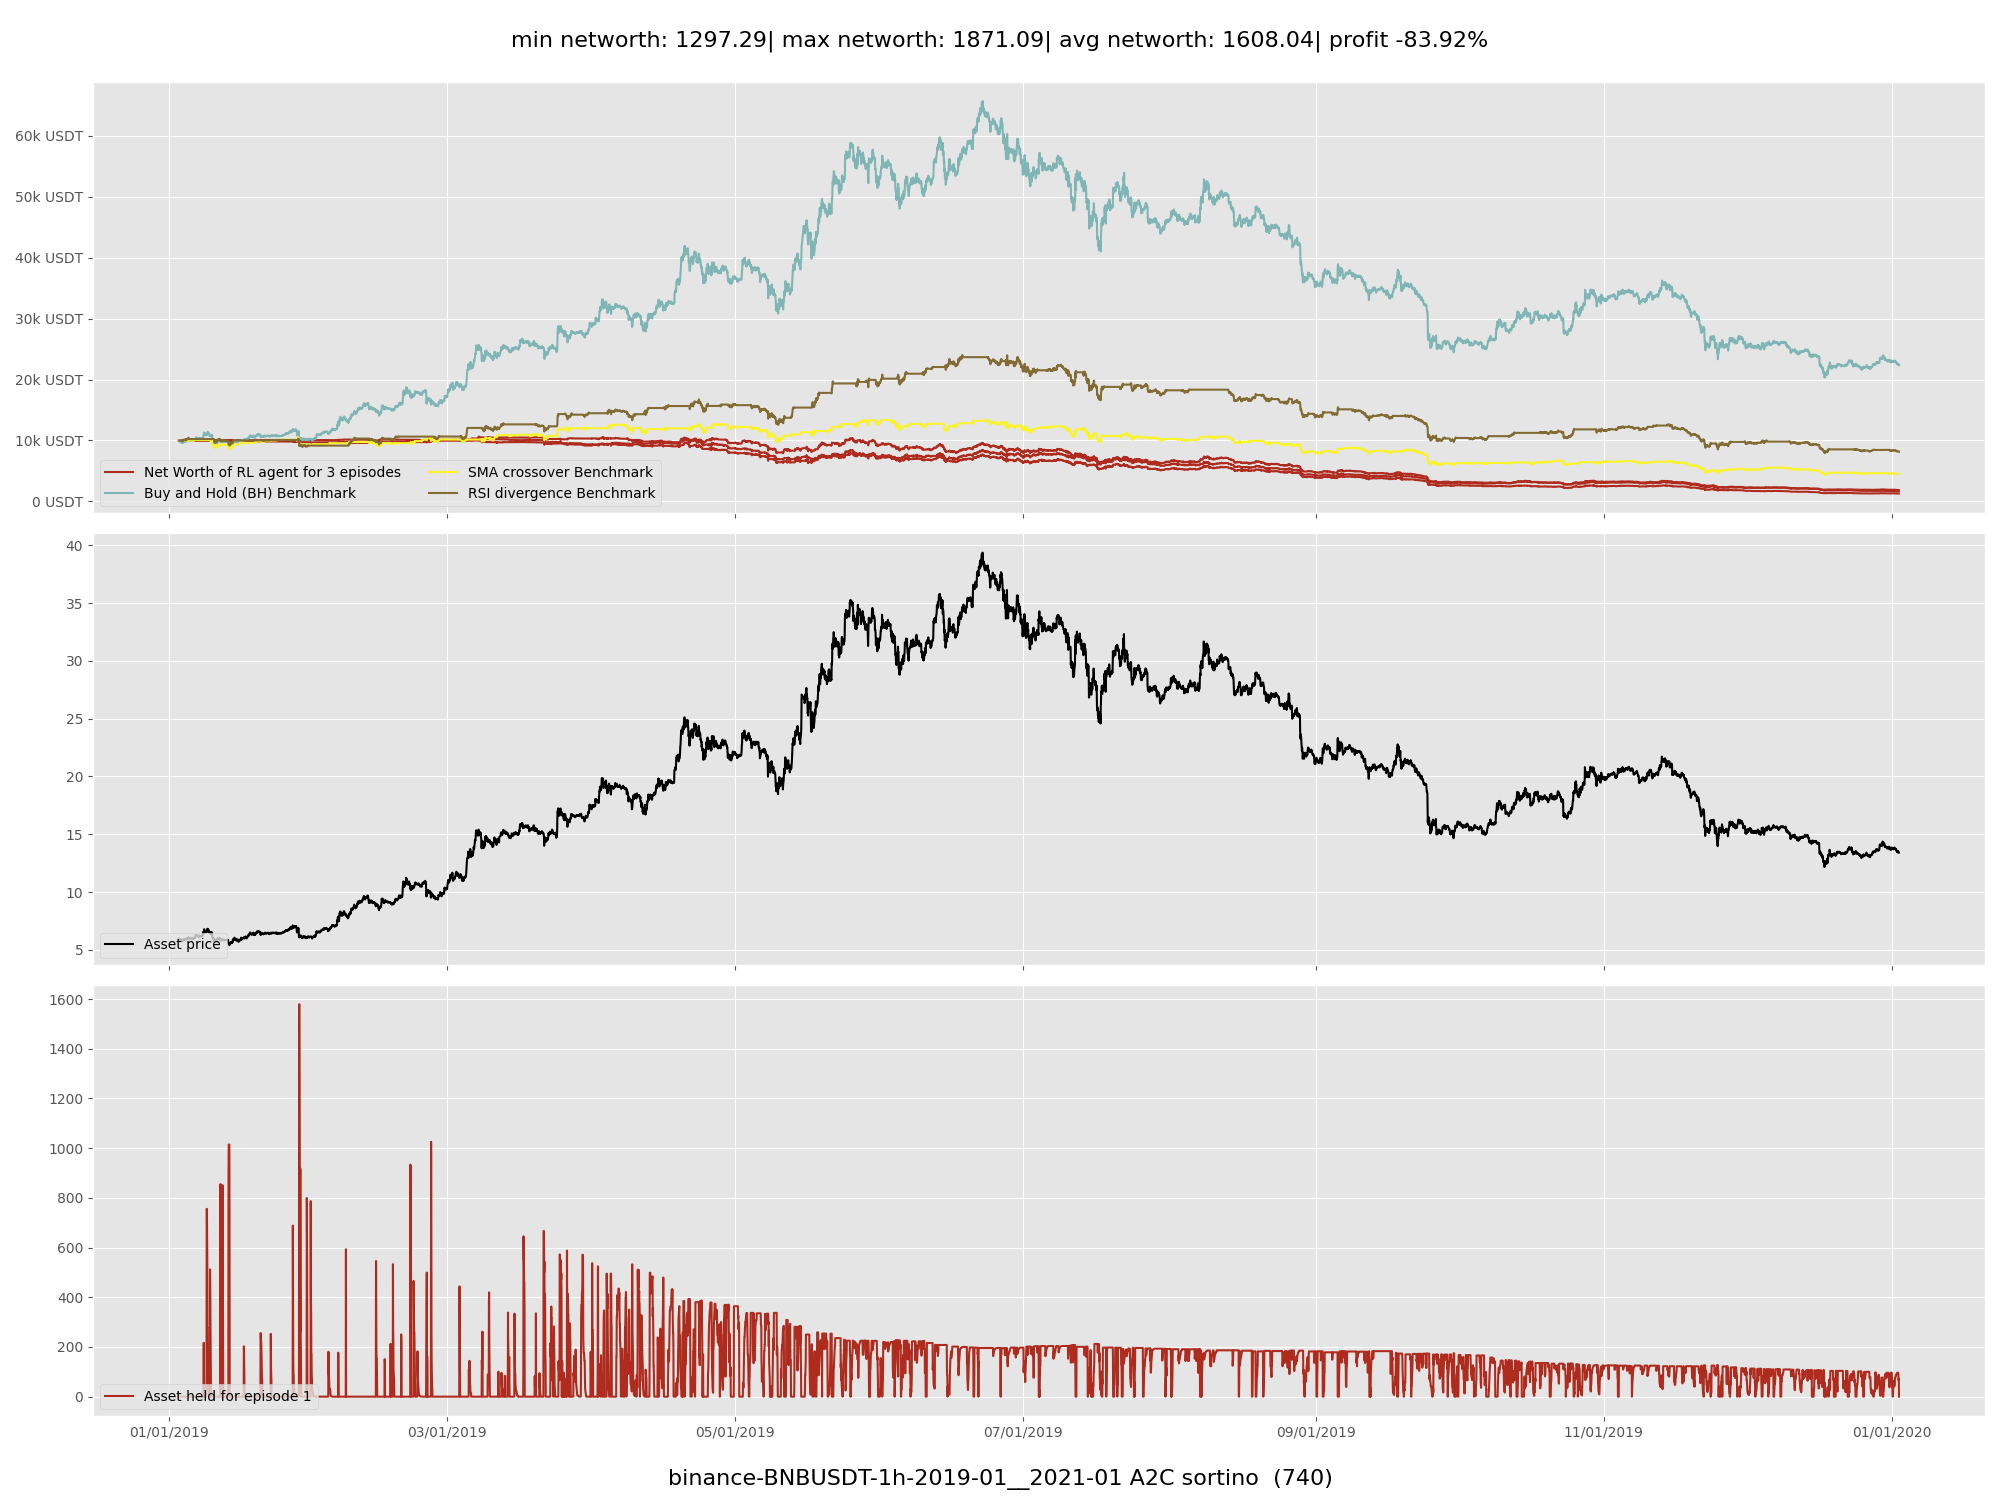 min networth: 1297.29| max networth: 1871.09| avg networth: 1608.04| profit -83.92%
60k USDT
50k USDT
40k USDT
30k USDT
20k USDT
10k USDT
0 USDT
Net Worth of RL agent for 3 episodes
Buy and Hold (BH) Benchmark
SMA crossover Benchmark
RSI divergence Benchmark
40
35
30
25
20
15
10
5
Asset price
1600
1400
1200
1000
800
600
400
200
0
Asset held for episode 1
01/01/2019
03/01/2019
05/01/2019
07/01/2019
09/01/2019
11/01/2019
01/01/2020
binance-BNBUSDT-1h-2019-01__2021-01 A2C sortino  (740)